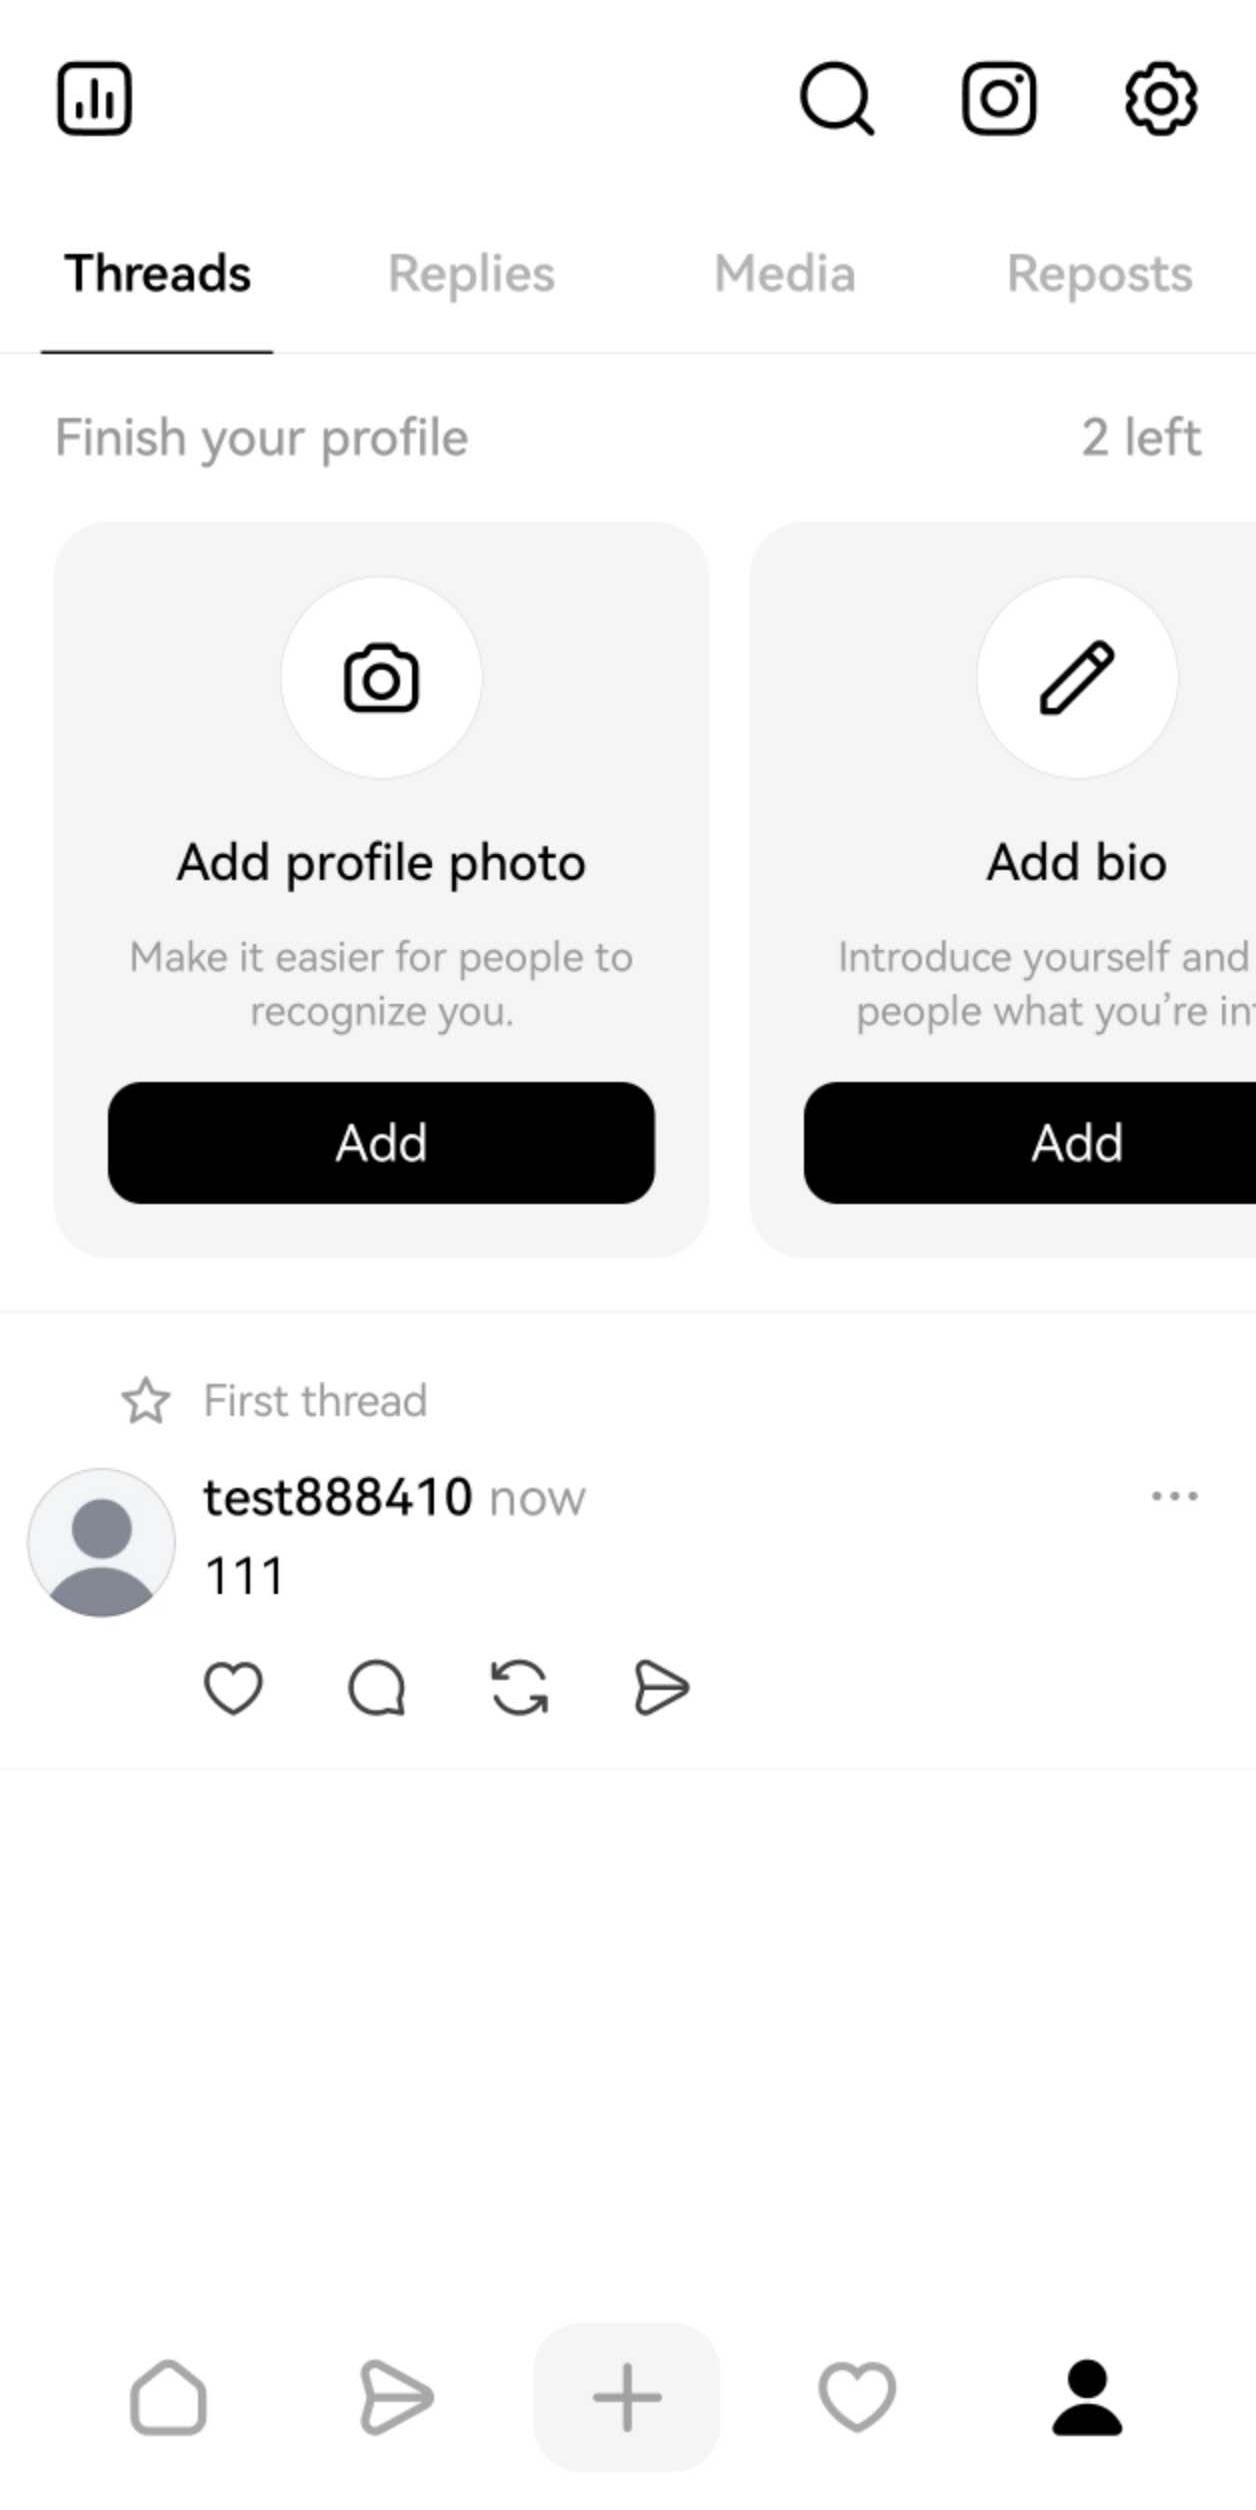 Threads Replies Media Reposts
Finish your profile 2 left
Add profile photo
Make it easier for people to
recognize you.
Add
Add bio
Introduce yourself and
people what you’re
Add
First thread
test888410 now
111